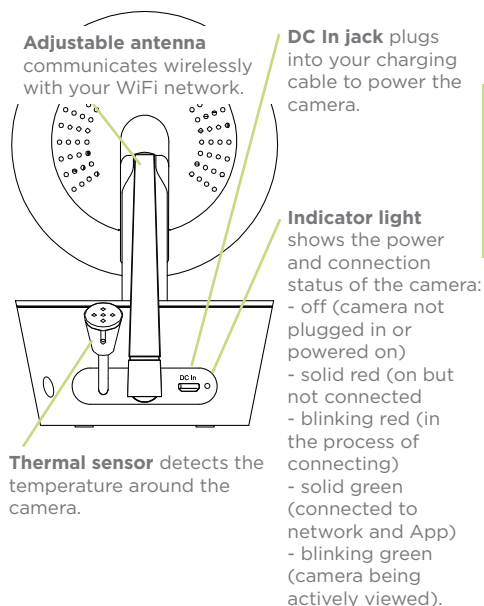 Adjustable antenna
communicates wirelessly
with your WiFi network.
DC In jack plugs
into your charging
cable to power the
camera.
Indicator light
shows the power
and connection
status of the camera:
- off (camera not
plugged in or
powered on)
- solid red (on but
not connected
- blinking red (in
the process of
connecting)
- solid green
(connected to
network and App)
- blinking green
(camera being
actively viewed).
DC In
Thermal sensor detects the
temperature around the
camera.